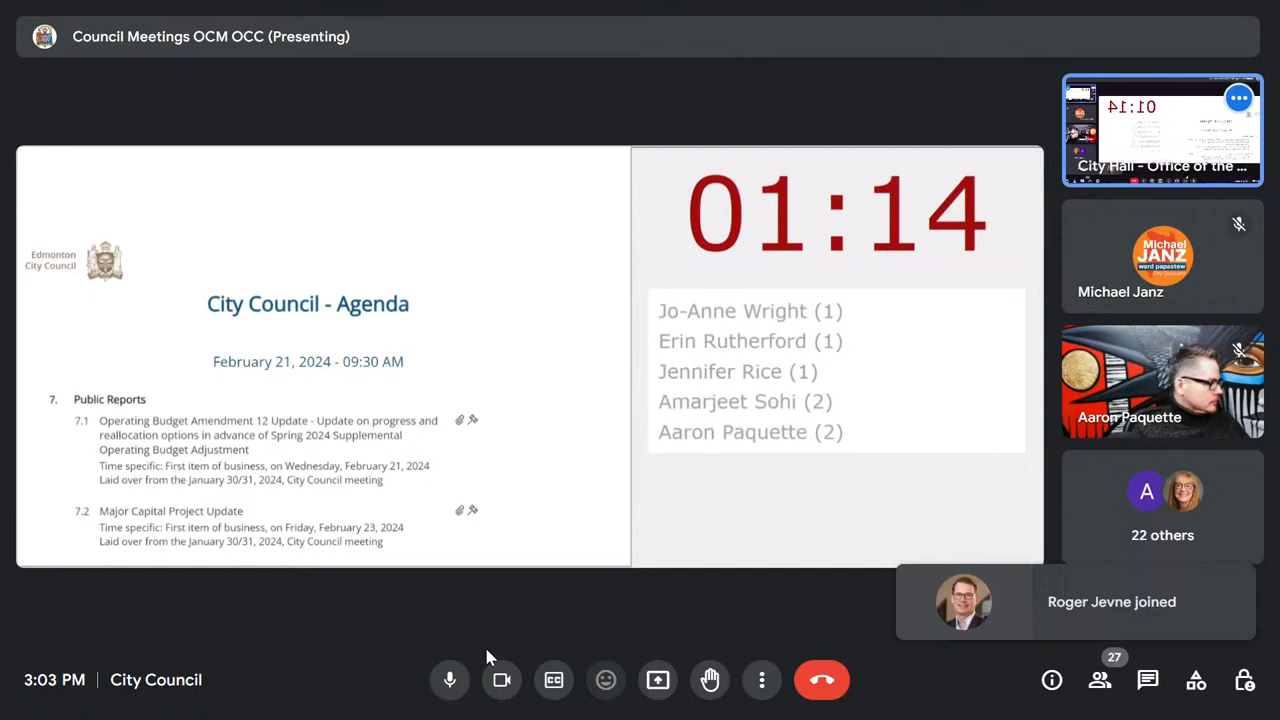 Council Meetings OCM OCC (Presenting)
Edmonton
City Council
City Council - Agenda
February 21, 2024 - 09:30 AM
7. Public Reports
7.1 Operating Budget Amendment 12 Update - Update on progress and
reallocation options in advance of Spring 2024 Supplemental
Operating Budget Adjustment
Time specific: First item of business, on Wednesday, February 21, 2024
Laid over from the January 30/31, 2024, City Council meeting
7.2 Major Capital Project Update
Time specific: First item of business, on Friday, February 23, 2024
Laid over from the January 30/31, 2024, City Council meeting
01:14
Jo-Anne Wright (1)
Erin Rutherford (1)
Jennifer Rice (1)
Amarjeet Sohi (2)
Aaron Paquette (2)
01:14
City Hall - Office of the ...
Michael
JANZ
ward papastew
Michael Janz
Aaron Paquette
A
22 others
Roger Jevne joined
3:03 PM | City Council
CC
27